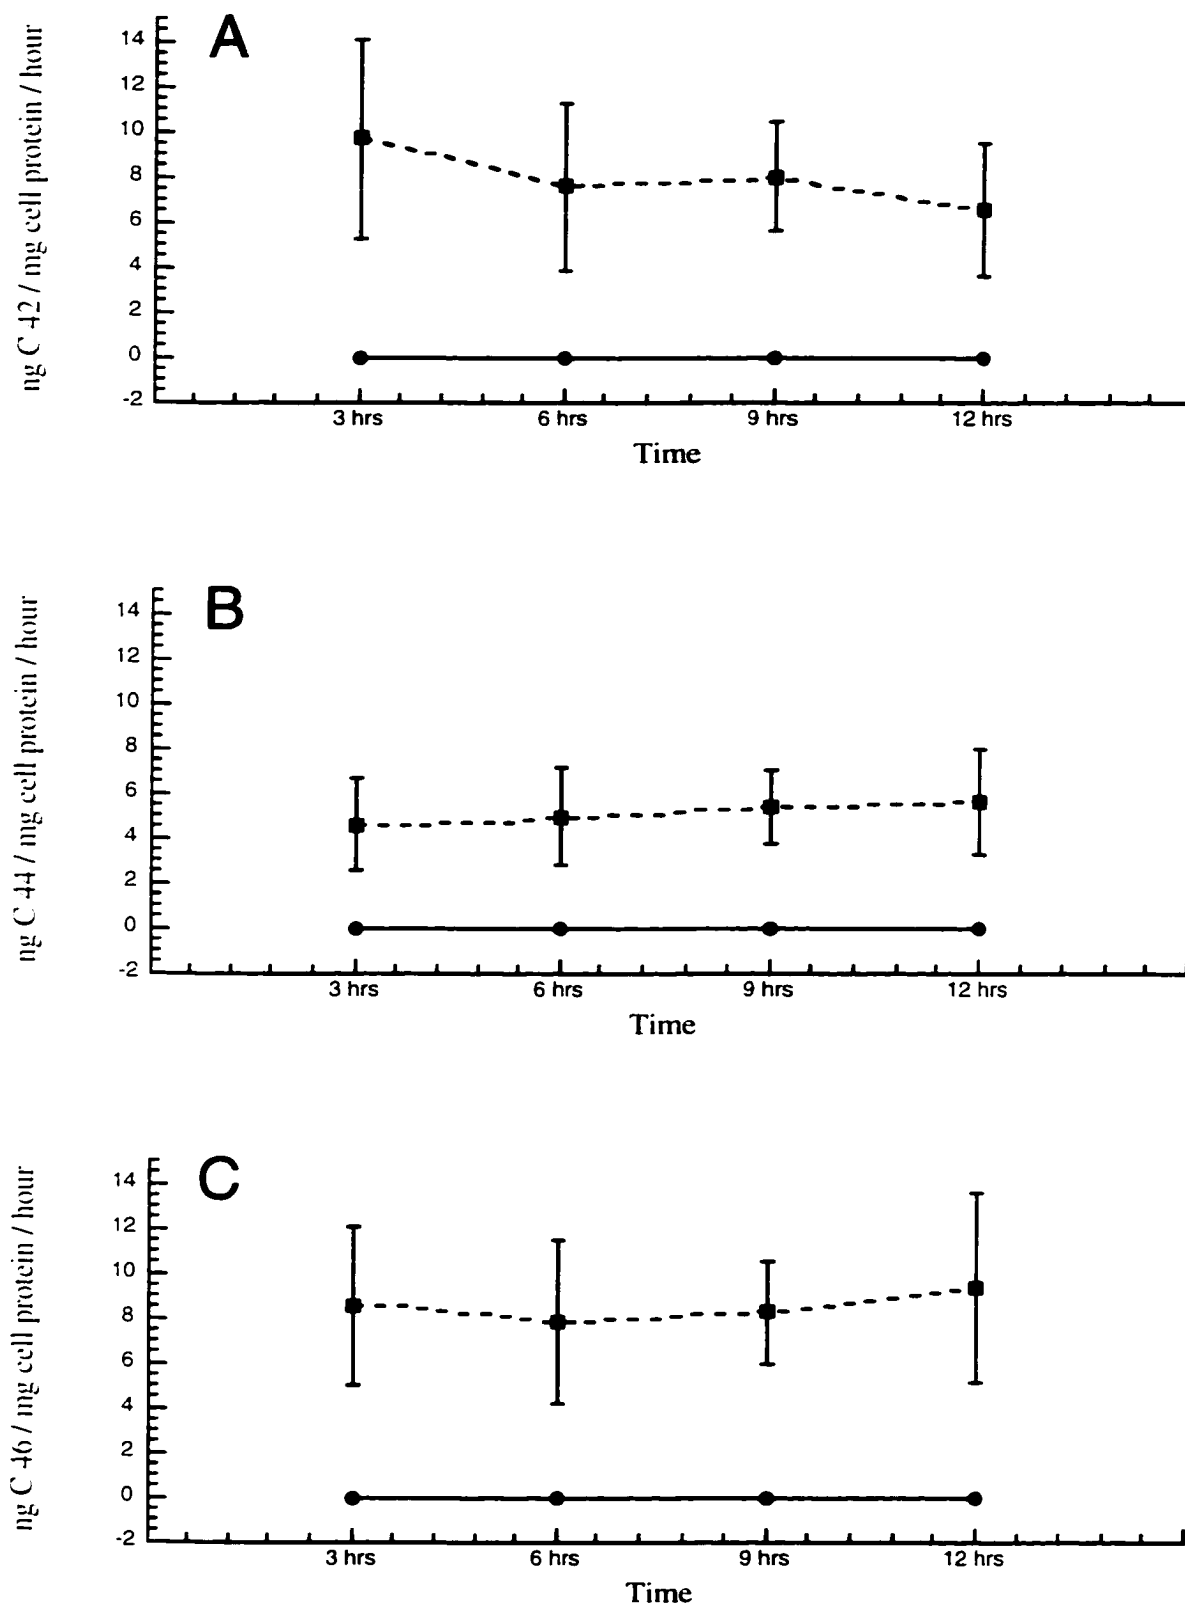 A
ng C 42 / mg cell protein / hour
14
12
10
8
6
4
2
0
-2
3 hrs 6 hrs 9 hrs 12 hrs
Time
B
ng C 44 / mg cell protein / hour
14
12
10
8
6
4
2
0
-2
3 hrs 6 hrs 9 hrs 12 hrs
Time
C
ng C 46 / mg cell protein / hour
14
12
10
8
6
4
2
0
-2
3 hrs 6 hrs 9 hrs 12 hrs
Time